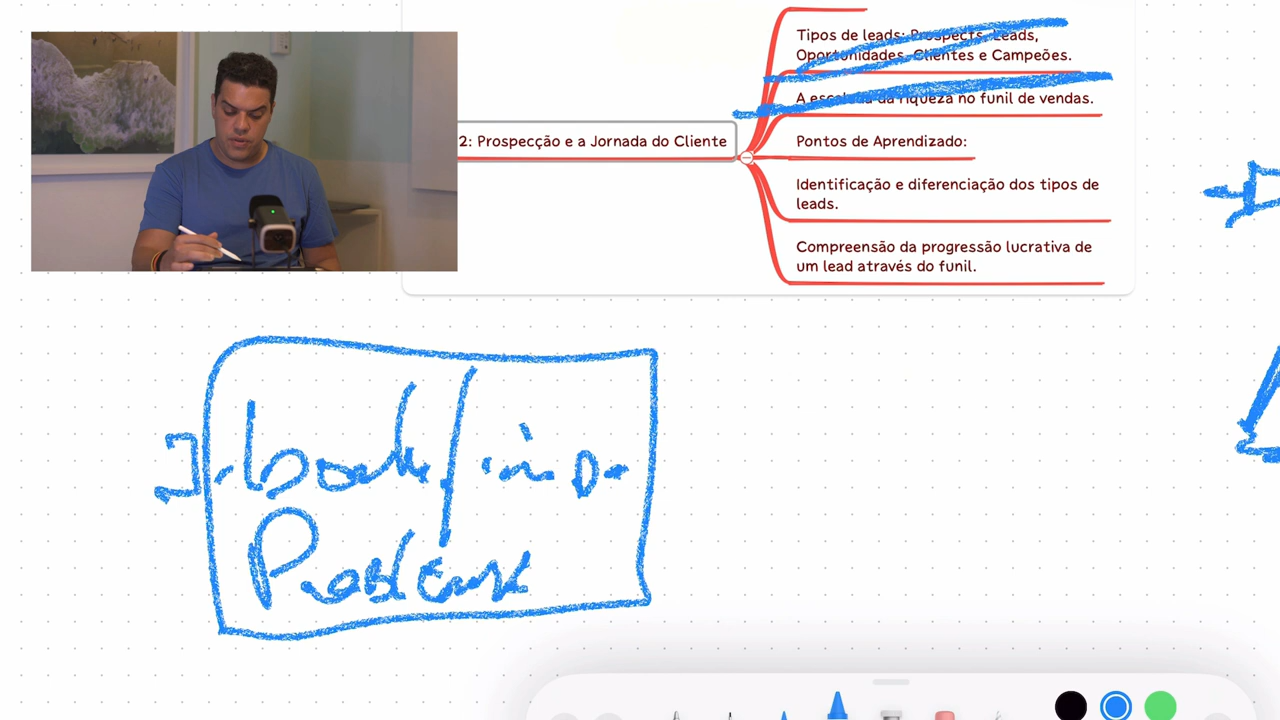 Tipos de leads: Prospects, Leads,
Oportunidades, Clientes e Campeões.
A escalada da riqueza no funil de vendas.
2: Prospecção e a Jornada do Cliente
Pontos de Aprendizado:
Identificação e diferenciação dos tipos de
leads.
Compreensão da progressão lucrativa de
um lead através do funil.